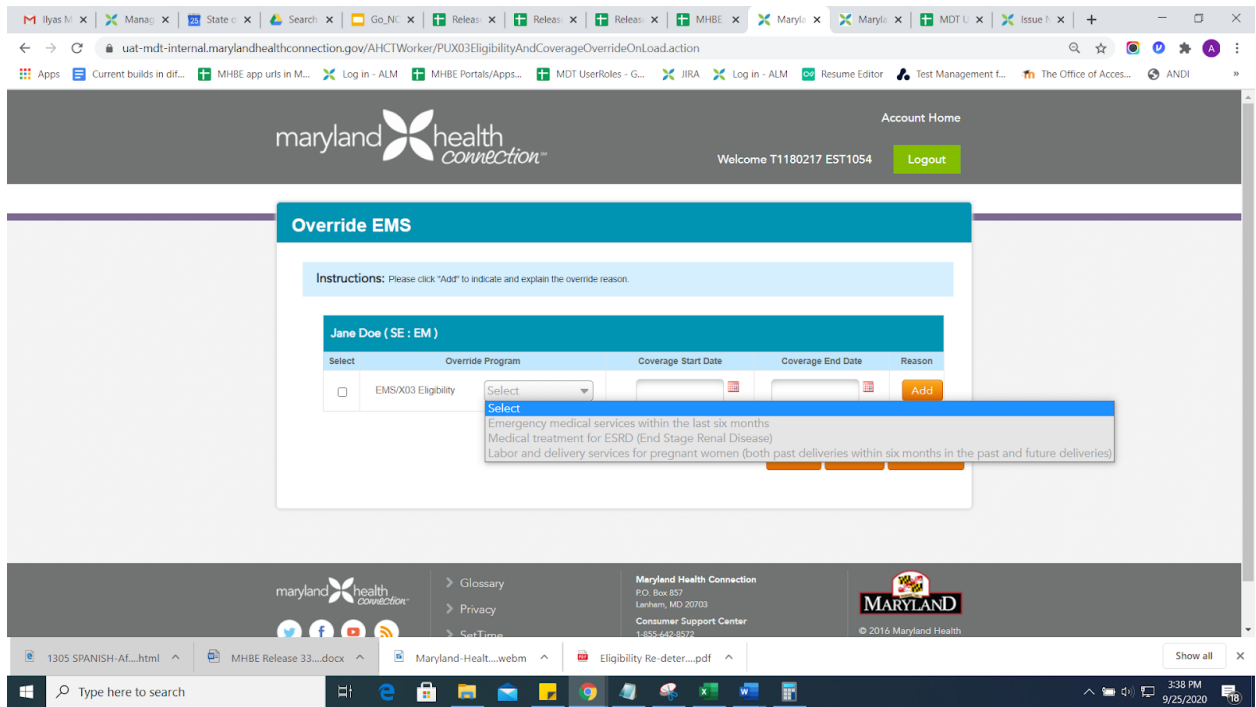 Ilyas M
Manag
25 State o
Search
Go_NC
Releas
Release
Releas
MHBE
Maryla
Maryla
MDT U
Issue N
uat-mdt-internal.marylandhealthconnection.gov/AHCTWorker/PUX03EligibilityAndCoverageOverrideOnLoad.action
A
Apps
Current builds in dif...
MHBE app urls in M...
Log in - ALM
MHBE Portals/Apps...
MDT UserRoles - G...
JIRA
Log in - ALM
Resume Editor
Test Management f...
The Office of Acces...
ANDI
»
maryland health
connection
Account Home
Welcome T1180217 EST1054
Logout
Override EMS
Instructions: Please click "Add" to indicate and explain the override reason.
Jane Doe ( SE : EM )
Select Override Program Coverage Start Date Coverage End Date Reason
EMS/X03 Eligibility Select Add
Select
Emergency medical services within the last six months
Medical treatment for ESRD (End Stage Renal Disease)
Labor and delivery services for pregnant women (both past deliveries within six months in the past and future deliveries)
maryland health
connection
> Glossary
> Privacy
> SetTime
Maryland Health Connection
P.O. Box 857
Lanham, MD 20703
Consumer Support Center
1-855-642-8572
MARYLAND
© 2016 Maryland Health
1305 SPANISH-Af....html
MHBE Release 33....docx
Maryland-Healt....webm
Eligibility Re-deter....pdf
Show all
Type here to search
3:38 PM
9/25/2020
18